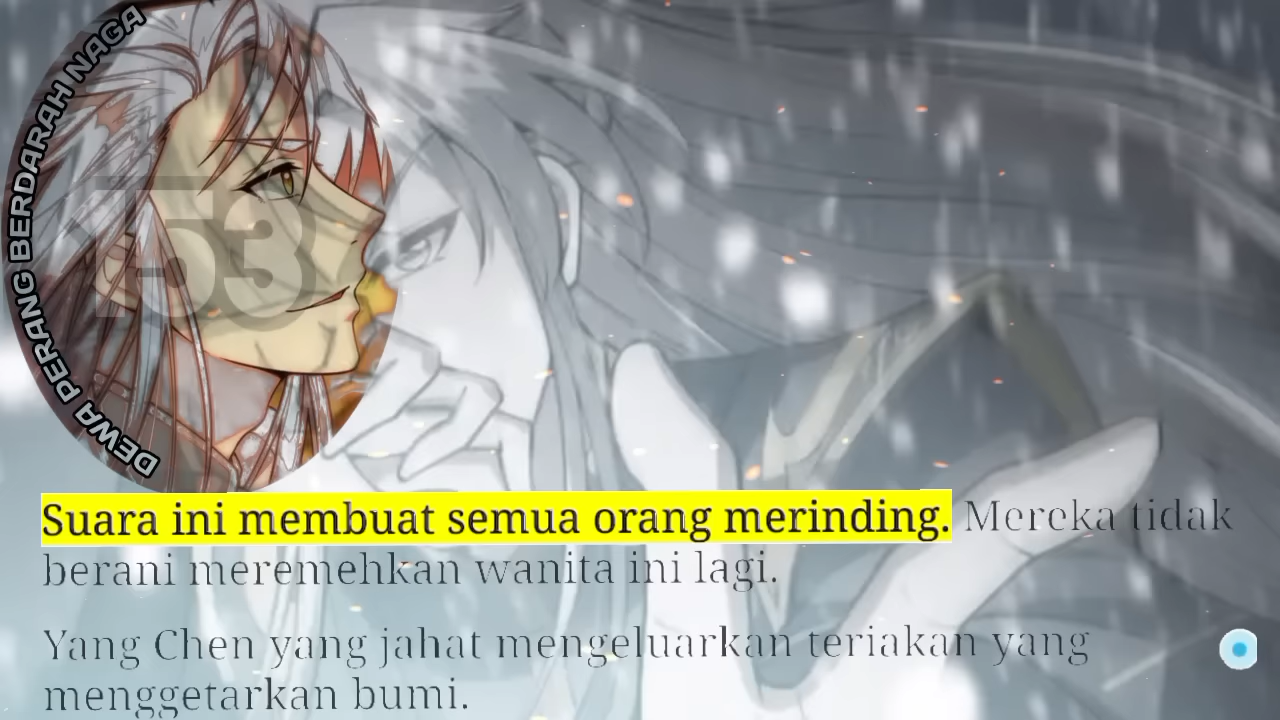 DEWA PERANG BERDARAH NAGA
153
Suara ini membuat semua orang merinding. Mereka tidak
berani meremehkan wanita ini lagi.
Yang Chen yang jahat mengeluarkan teriakan yang
menggetarkan bumi.